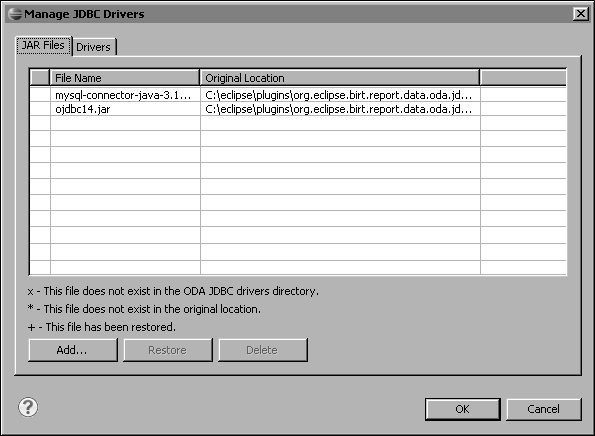 Manage JDBC Drivers
JAR Files Drivers
File Name Original Location
mysql-connector-java-3.1... C:\eclipse\plugins\org.eclipse.birt.report.data.oda.jd...
ojdbc14.jar C:\eclipse\plugins\org.eclipse.birt.report.data.oda.jd...
x - This file does not exist in the ODA JDBC drivers directory.
* - This file does not exist in the original location.
+ - This file has been restored.
Add... Restore Delete
?
OK Cancel